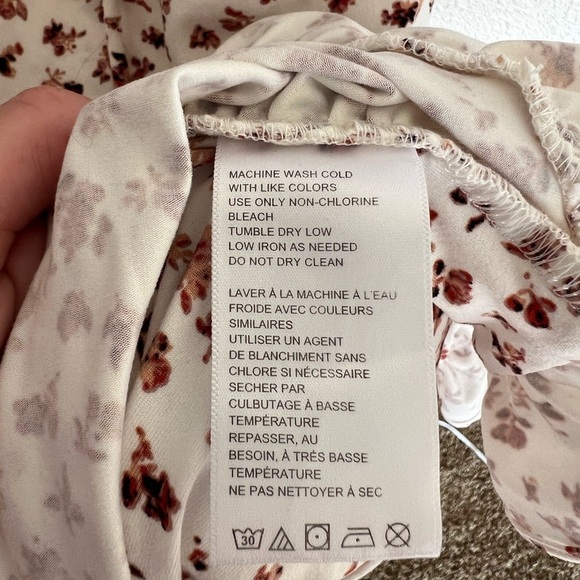 MACHINE WASH COLD
WITH LIKE COLORS
USE ONLY NON-CHLORINE
BLEACH
TUMBLE DRY LOW
LOW IRON AS NEEDED
DO NOT DRY CLEAN
LAVER À LA MACHINE À L'EAU
FROIDE AVEC COULEURS
SIMILAIRES
UTILISER UN AGENT
DE BLANCHIMENT SANS
CHLORE SI NÉCESSAIRE
SECHER PAR
CULBUTAGE À BASSE
TEMPÉRATURE
REPASSER, AU
BESOIN, À TRÉS BASSE
TEMPÉRATURE
NE PAS NETTOYER À SEC
30